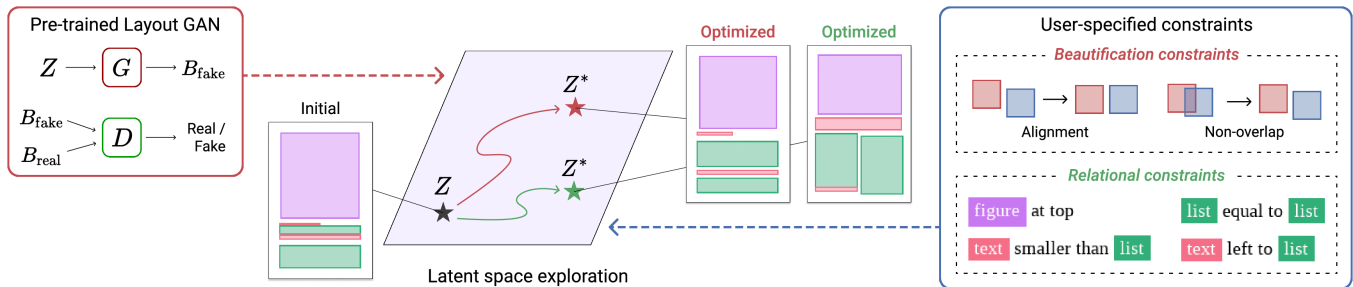 Pre-trained Layout GAN
Z G B_fake
B_fake
B_real
D
Real /
Fake
Initial
Z
Z*
Z*
Latent space exploration
Optimized
Optimized
User-specified constraints
Beautification constraints
Alignment
Non-overlap
Relational constraints
figure at top
list equal to list
text smaller than list
text left to list